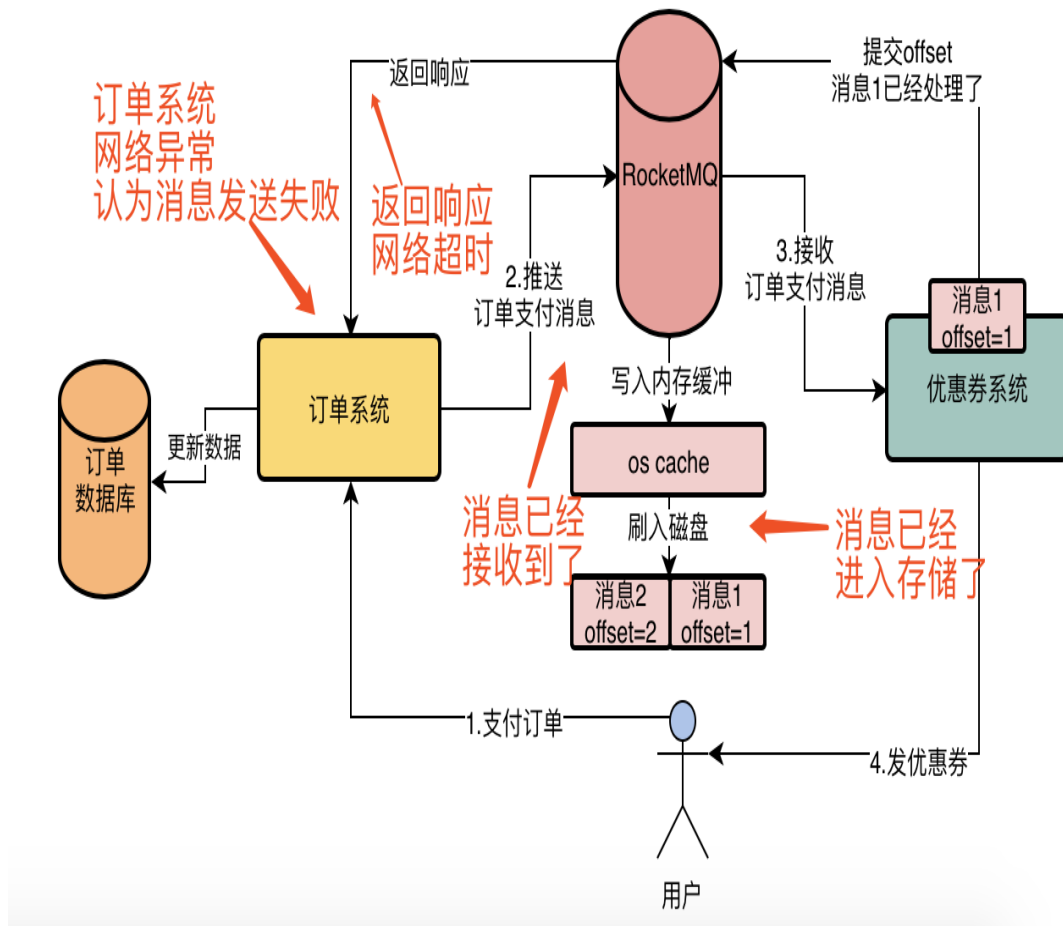 返回响应
提交offset
消息1已经处理了
订单系统
网络异常
认为消息发送失败
返回响应
网络超时
RocketMQ
2.推送
订单支付消息
3.接收
订单支付消息
消息1
offset=1
优惠券系统
写入内存缓冲
订单系统
更新数据
订单
数据库
os cache
消息已经
接收到了
刷入磁盘
消息已经
进入存储了
消息2
offset=2
消息1
offset=1
1.支付订单
4.发优惠券
用户